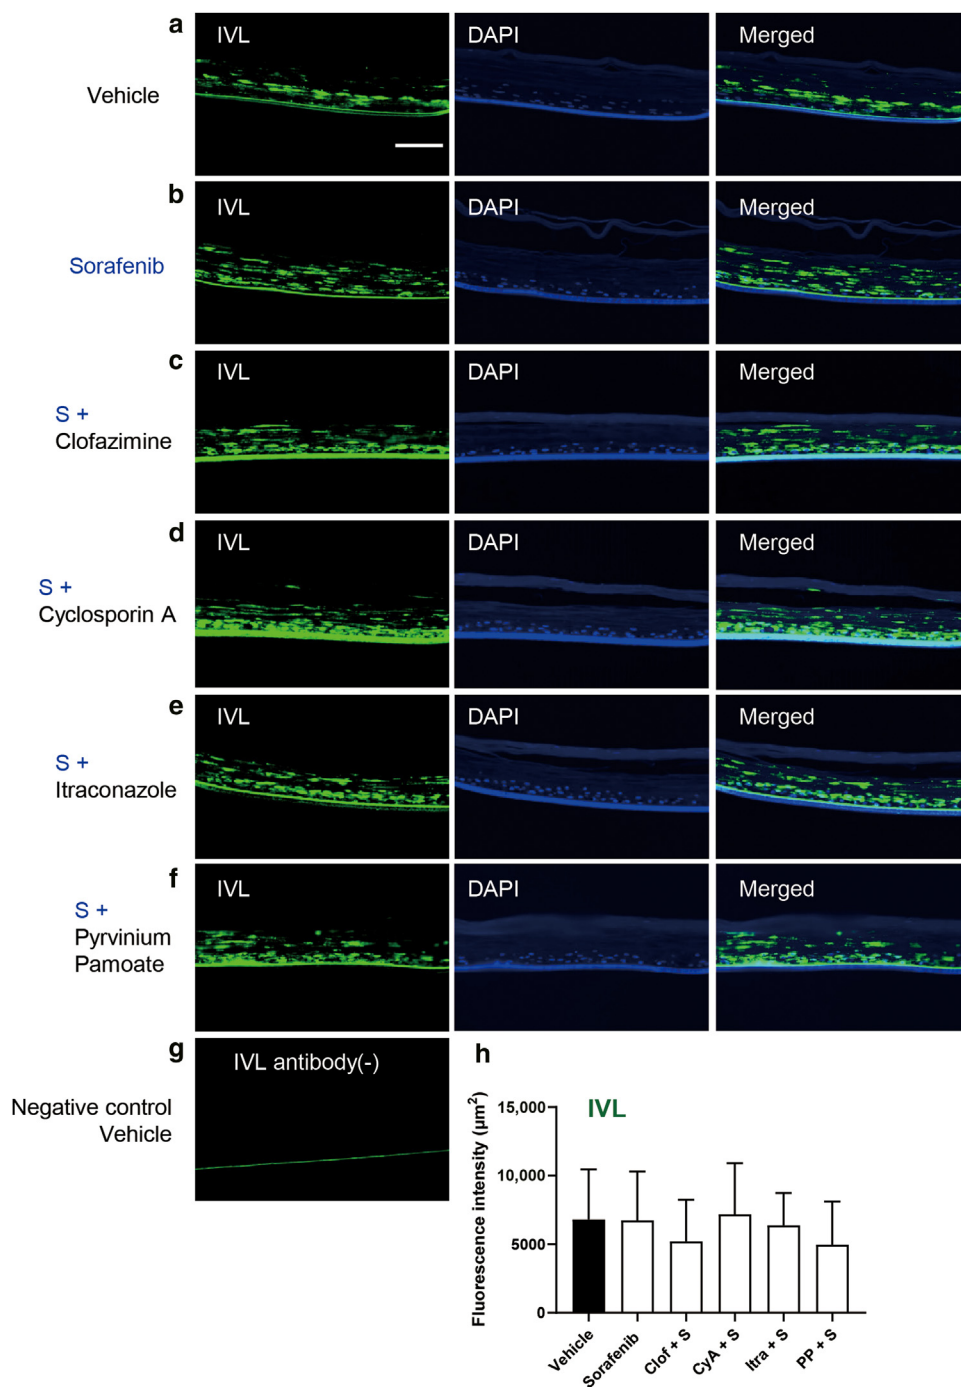 a
Vehicle
IVL
DAPI
Merged
b
Sorafenib
IVL
DAPI
Merged
c
S +
Clofazimine
IVL
DAPI
Merged
d
S +
Cyclosporin A
IVL
DAPI
Merged
e
S +
Itraconazole
IVL
DAPI
Merged
f
S +
Pyrvinium
Pamoate
IVL
DAPI
Merged
g
Negative control
Vehicle
IVL antibody(-)
h
IVL
Fluorescence intensity (µm²)
15,000
10,000
5000
0
Vehicle
Sorafenib
Clof + S
CyA + S
Itra + S
PP + S